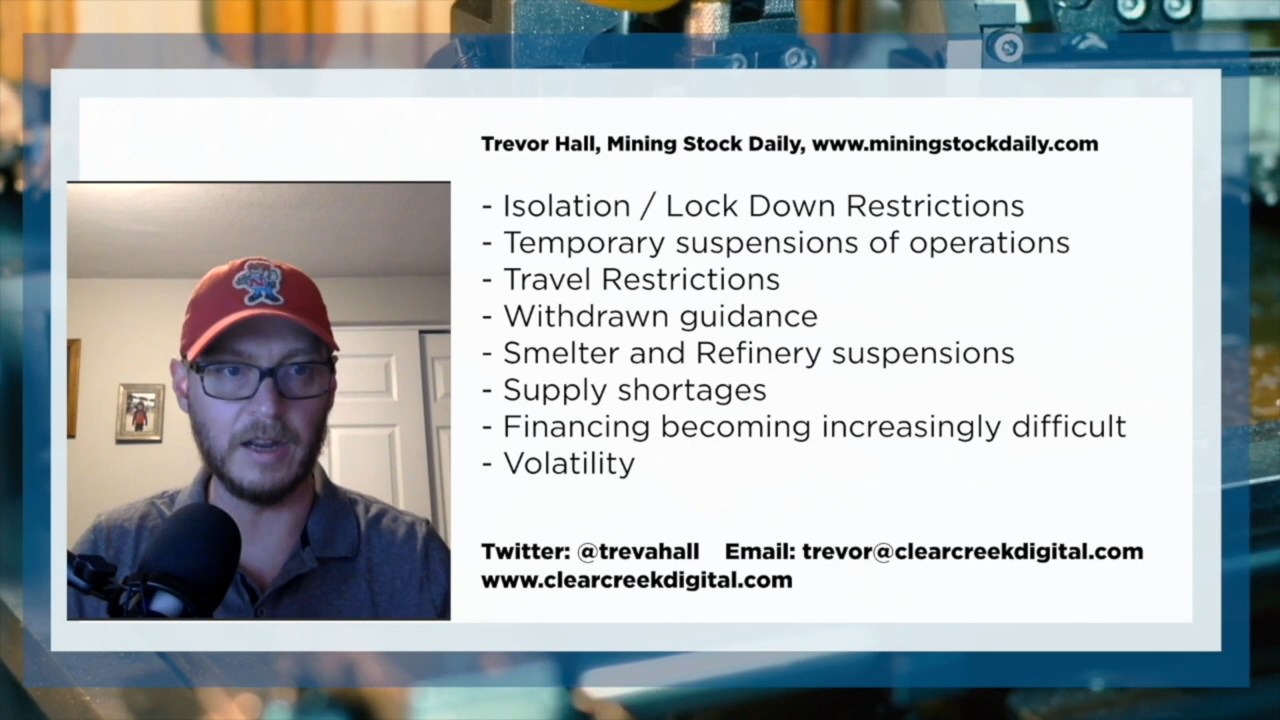 Trevor Hall, Mining Stock Daily, www.miningstockdaily.com
- Isolation / Lock Down Restrictions
- Temporary suspensions of operations
- Travel Restrictions
- Withdrawn guidance
- Smelter and Refinery suspensions
- Supply shortages
- Financing becoming increasingly difficult
- Volatility
Twitter: @trevahall Email: trevor@clearcreekdigital.com
www.clearcreekdigital.com